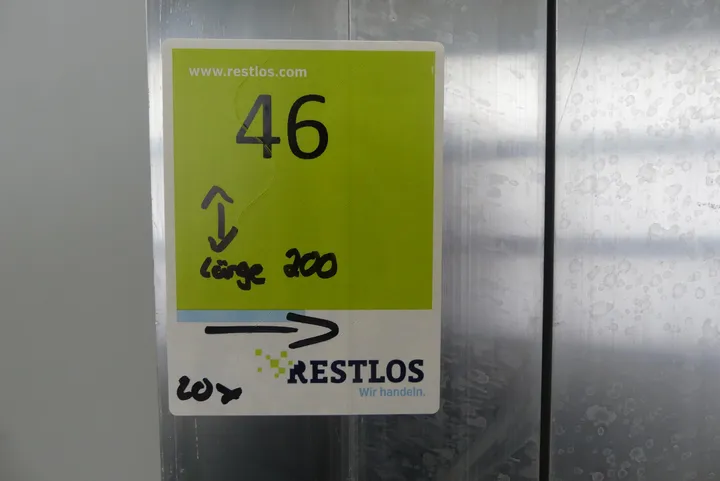 www.restlos.com
46
Länge 200
20x
RESTLOS
Wir handeln.